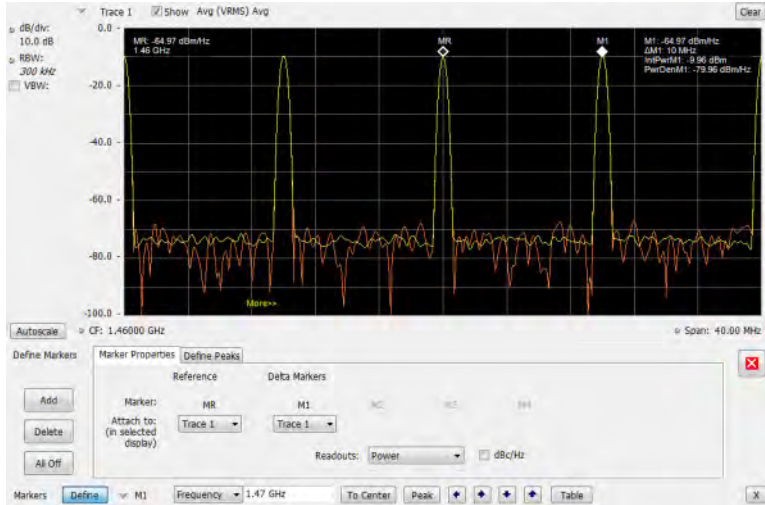 Trace 1 Show Avg (VRMS) Avg Clear
dB/div: 0.0 -
10.0 dB
RBW:
300 kHz
VBW:
MR: -64.97 dBm/Hz
1.46 GHz
MR
M1
M1: -64.97 dBm/Hz
ΔM1: 10 MHz
IntPwrM1: -9.96 dBm
PwrDenM1: -79.96 dBm/Hz
-20.0 -
-40.0 -
-60.0 -
-80.0 -
-100.0 -
More>>
Autoscale CF: 1.46000 GHz Span: 40.00 MHz
Define Markers Marker Properties Define Peaks
Reference Delta Markers
Add Marker: MR M1 M2 M3 M4
Attach to: Trace 1 Trace 1
(in selected
display)
Delete
Readouts: Power dBc/Hz
All Off
Markers Define M1 Frequency 1.47 GHz To Center Peak Table X